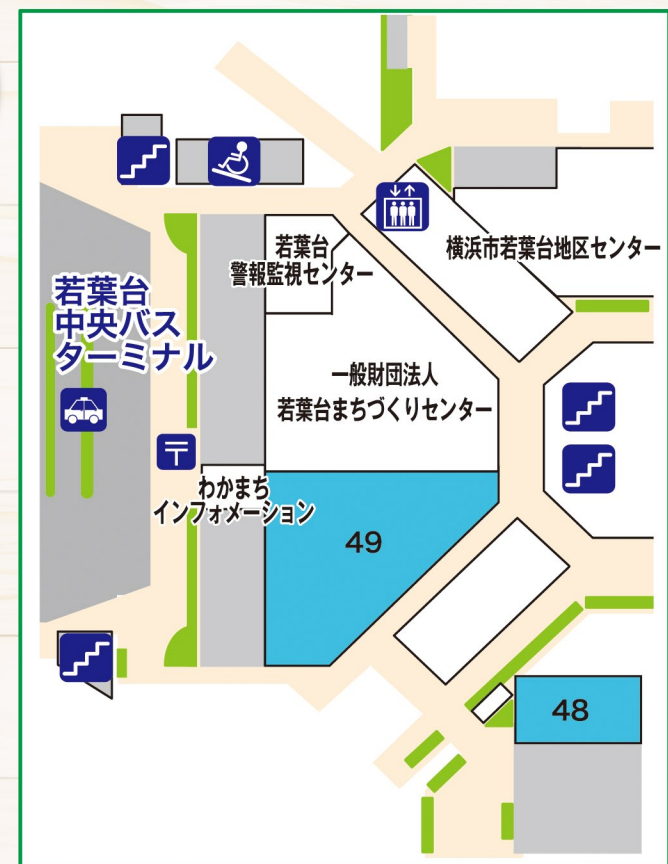 若葉台
警報監視センター
横浜市若葉台地区センター
若葉台
中央バス
ターミナル
一般財団法人
若葉台まちづくりセンター
〒
わかまち
インフォメーション
49
48